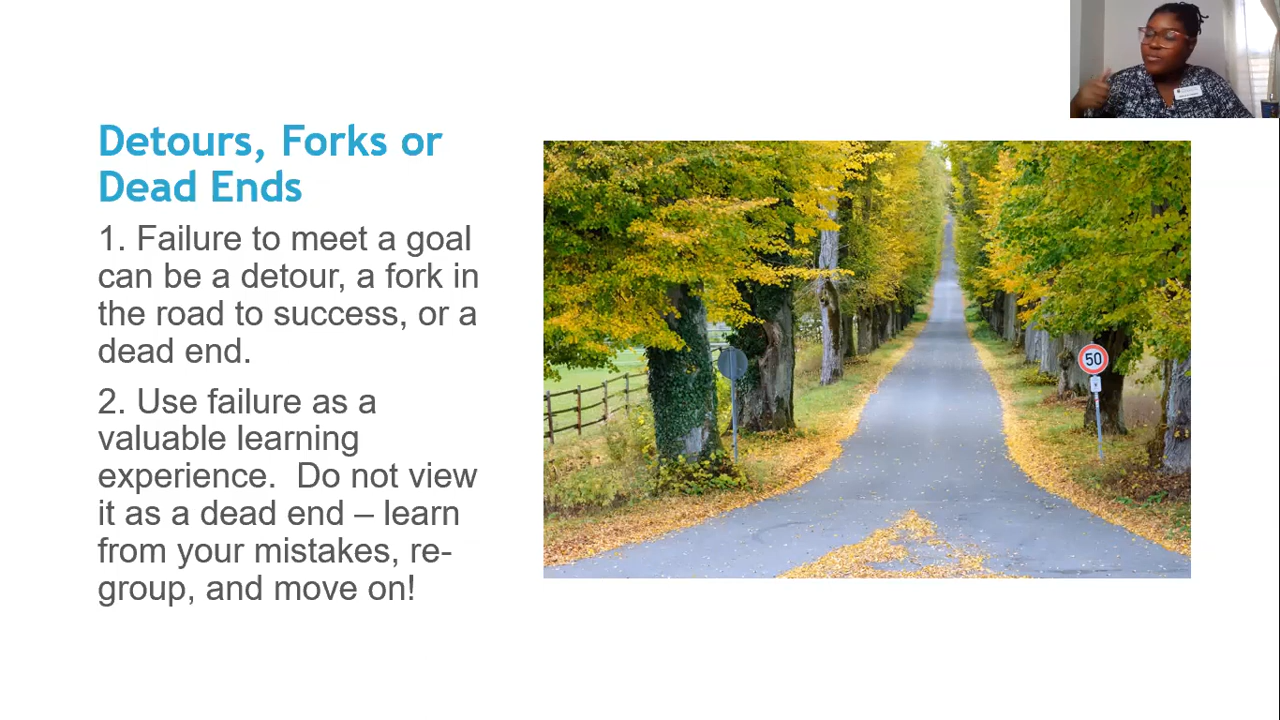 Detours, Forks or
Dead Ends
1. Failure to meet a goal
can be a detour, a fork in
the road to success, or a
dead end.
2. Use failure as a
valuable learning
experience.  Do not view
it as a dead end – learn
from your mistakes, re-
group, and move on!
50